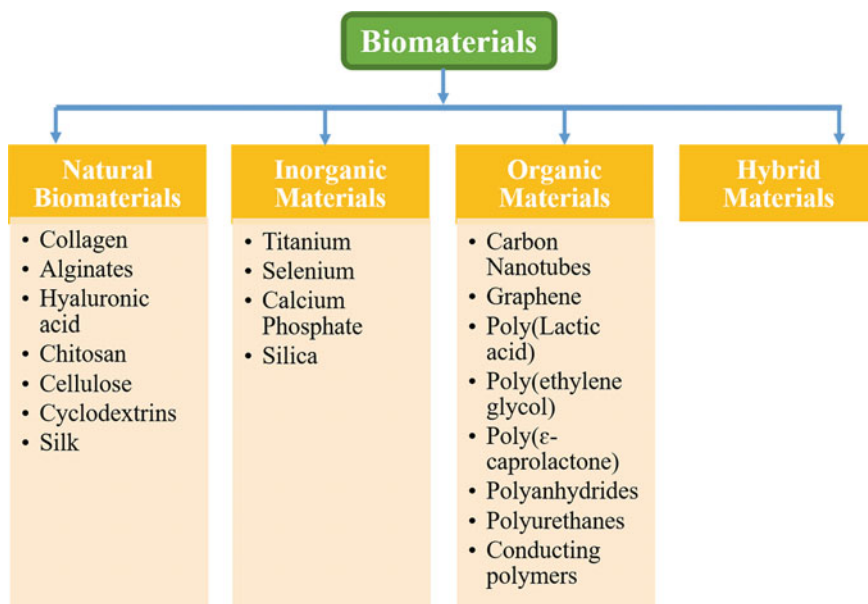 Biomaterials
Natural
Biomaterials
• Collagen
• Alginates
• Hyaluronic
acid
• Chitosan
• Cellulose
• Cyclodextrins
• Silk
Inorganic
Materials
• Titanium
• Selenium
• Calcium
Phosphate
• Silica
Organic
Materials
• Carbon
Nanotubes
• Graphene
• Poly(Lactic
acid)
• Poly(ethylene
glycol)
• Poly(ε-
caprolactone)
• Polyanhydrides
• Polyurethanes
• Conducting
polymers
Hybrid
Materials